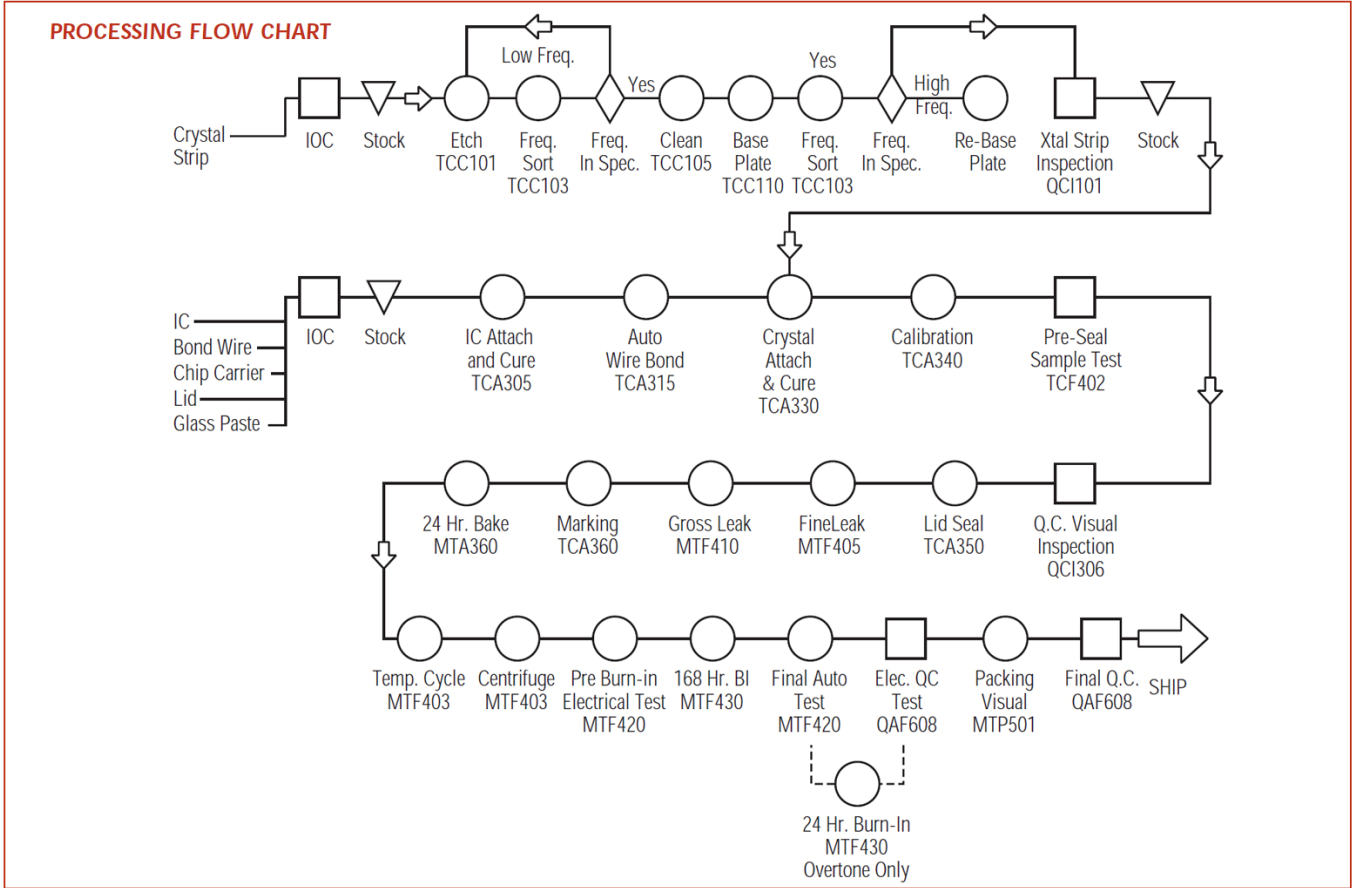 PROCESSING FLOW CHART
Low Freq.
Yes
Yes
High
Freq.
Crystal
Strip
IOC
Stock
Etch
TCC101
Freq.
Sort
TCC103
Freq.
In Spec.
Clean
TCC105
Base
Plate
TCC110
Freq.
Sort
TCC103
Freq.
In Spec.
Re-Base
Plate
Xtal Strip
Inspection
QCI101
Stock
IC
Bond Wire
Chip Carrier
Lid
Glass Paste
IOC
Stock
IC Attach
and Cure
TCA305
Auto
Wire Bond
TCA315
Crystal
Attach
& Cure
TCA330
Calibration
TCA340
Pre-Seal
Sample Test
TCF402
24 Hr. Bake
MTA360
Marking
TCA360
Gross Leak
MTF410
FineLeak
MTF405
Lid Seal
TCA350
Q.C. Visual
Inspection
QCI306
Temp. Cycle
MTF403
Centrifuge
MTF403
Pre Burn-in
Electrical Test
MTF420
168 Hr. BI
MTF430
Final Auto
Test
MTF420
Elec. QC
Test
QAF608
Packing
Visual
MTP501
Final Q.C.
QAF608
SHIP
24 Hr. Burn-In
MTF430
Overtone Only